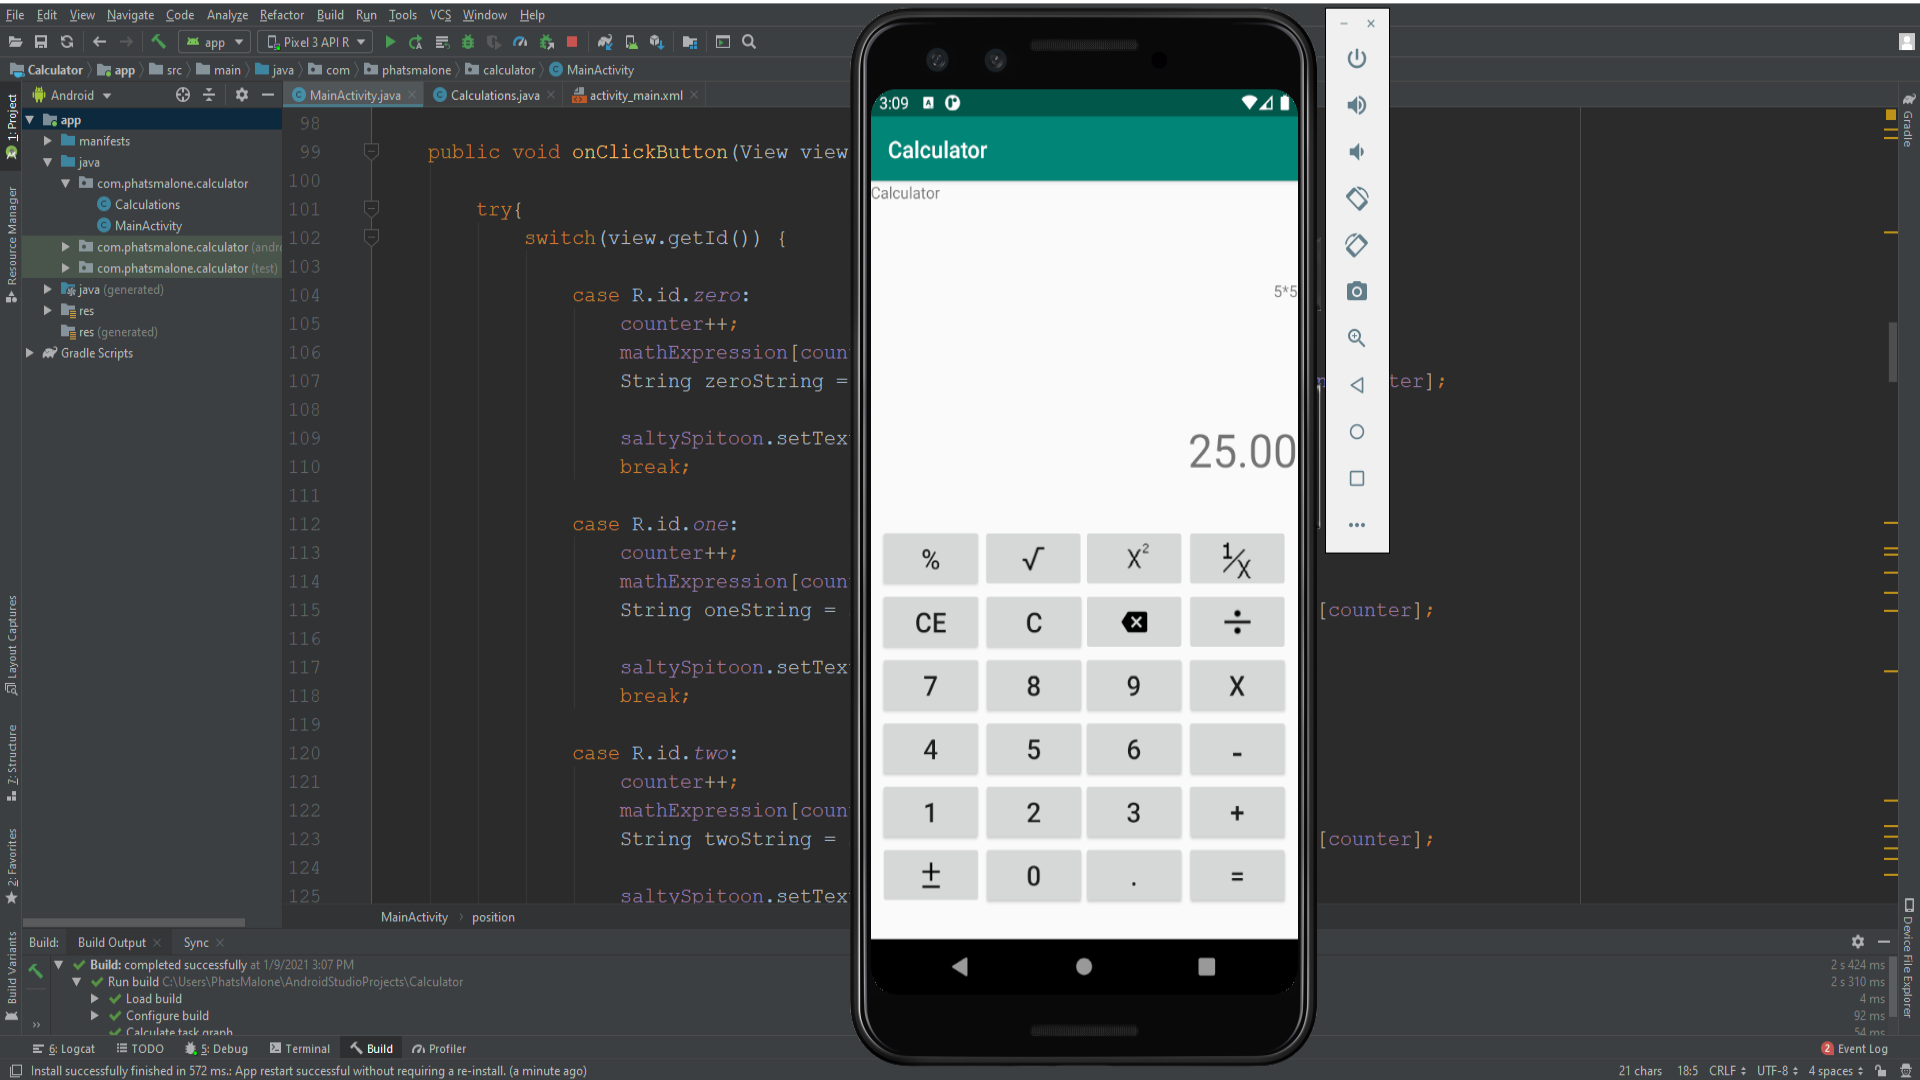 File Edit View Navigate Code Analyze Refactor Build Run Tools VCS Window Help
app Pixel 3 API R
Calculator app src main java com phatsmalone calculator MainActivity
Android
MainActivity.java Calculations.java activity_main.xml
1: Project
Resource Manager
Layout Captures
7: Structure
2: Favorites
Build Variants
app
manifests
java
com.phatsmalone.calculator
Calculations
MainActivity
com.phatsmalone.calculator (andr
com.phatsmalone.calculator (test)
java (generated)
res
res (generated)
Gradle Scripts
98
99 public void onClickButton(View view
100
101 try{
102 switch(view.getId()) {
103
104 case R.id.zero:
105 counter++;
106 mathExpression[coun
107 String zeroString = ter];
108
109 saltySpitoon.setTex
110 break;
111
112 case R.id.one:
113 counter++;
114 mathExpression[coun
115 String oneString = [counter];
116
117 saltySpitoon.setTex
118 break;
119
120 case R.id.two:
121 counter++;
122 mathExpression[coun
123 String twoString = [counter];
124
125 saltySpitoon.setTex
MainActivity position
3:09
Calculator
Calculator
5*5
25.00
% √ X² 1/X
CE C ÷
7 8 9 X
4 5 6 -
1 2 3 +
± 0 . =
Gradle
Device File Explorer
Build: Build Output Sync
Build: completed successfully at 1/9/2021 3:07 PM 2 s 424 ms
Run build C:\Users\PhatsMalone\AndroidStudioProjects\Calculator 2 s 310 ms
Load build 4 ms
Configure build 92 ms
Calculate task graph 54 ms
6: Logcat TODO 5: Debug Terminal Build Profiler 2 Event Log
Install successfully finished in 572 ms.: App restart successful without requiring a re-install. (a minute ago) 21 chars 18:5 CRLF UTF-8 4 spaces